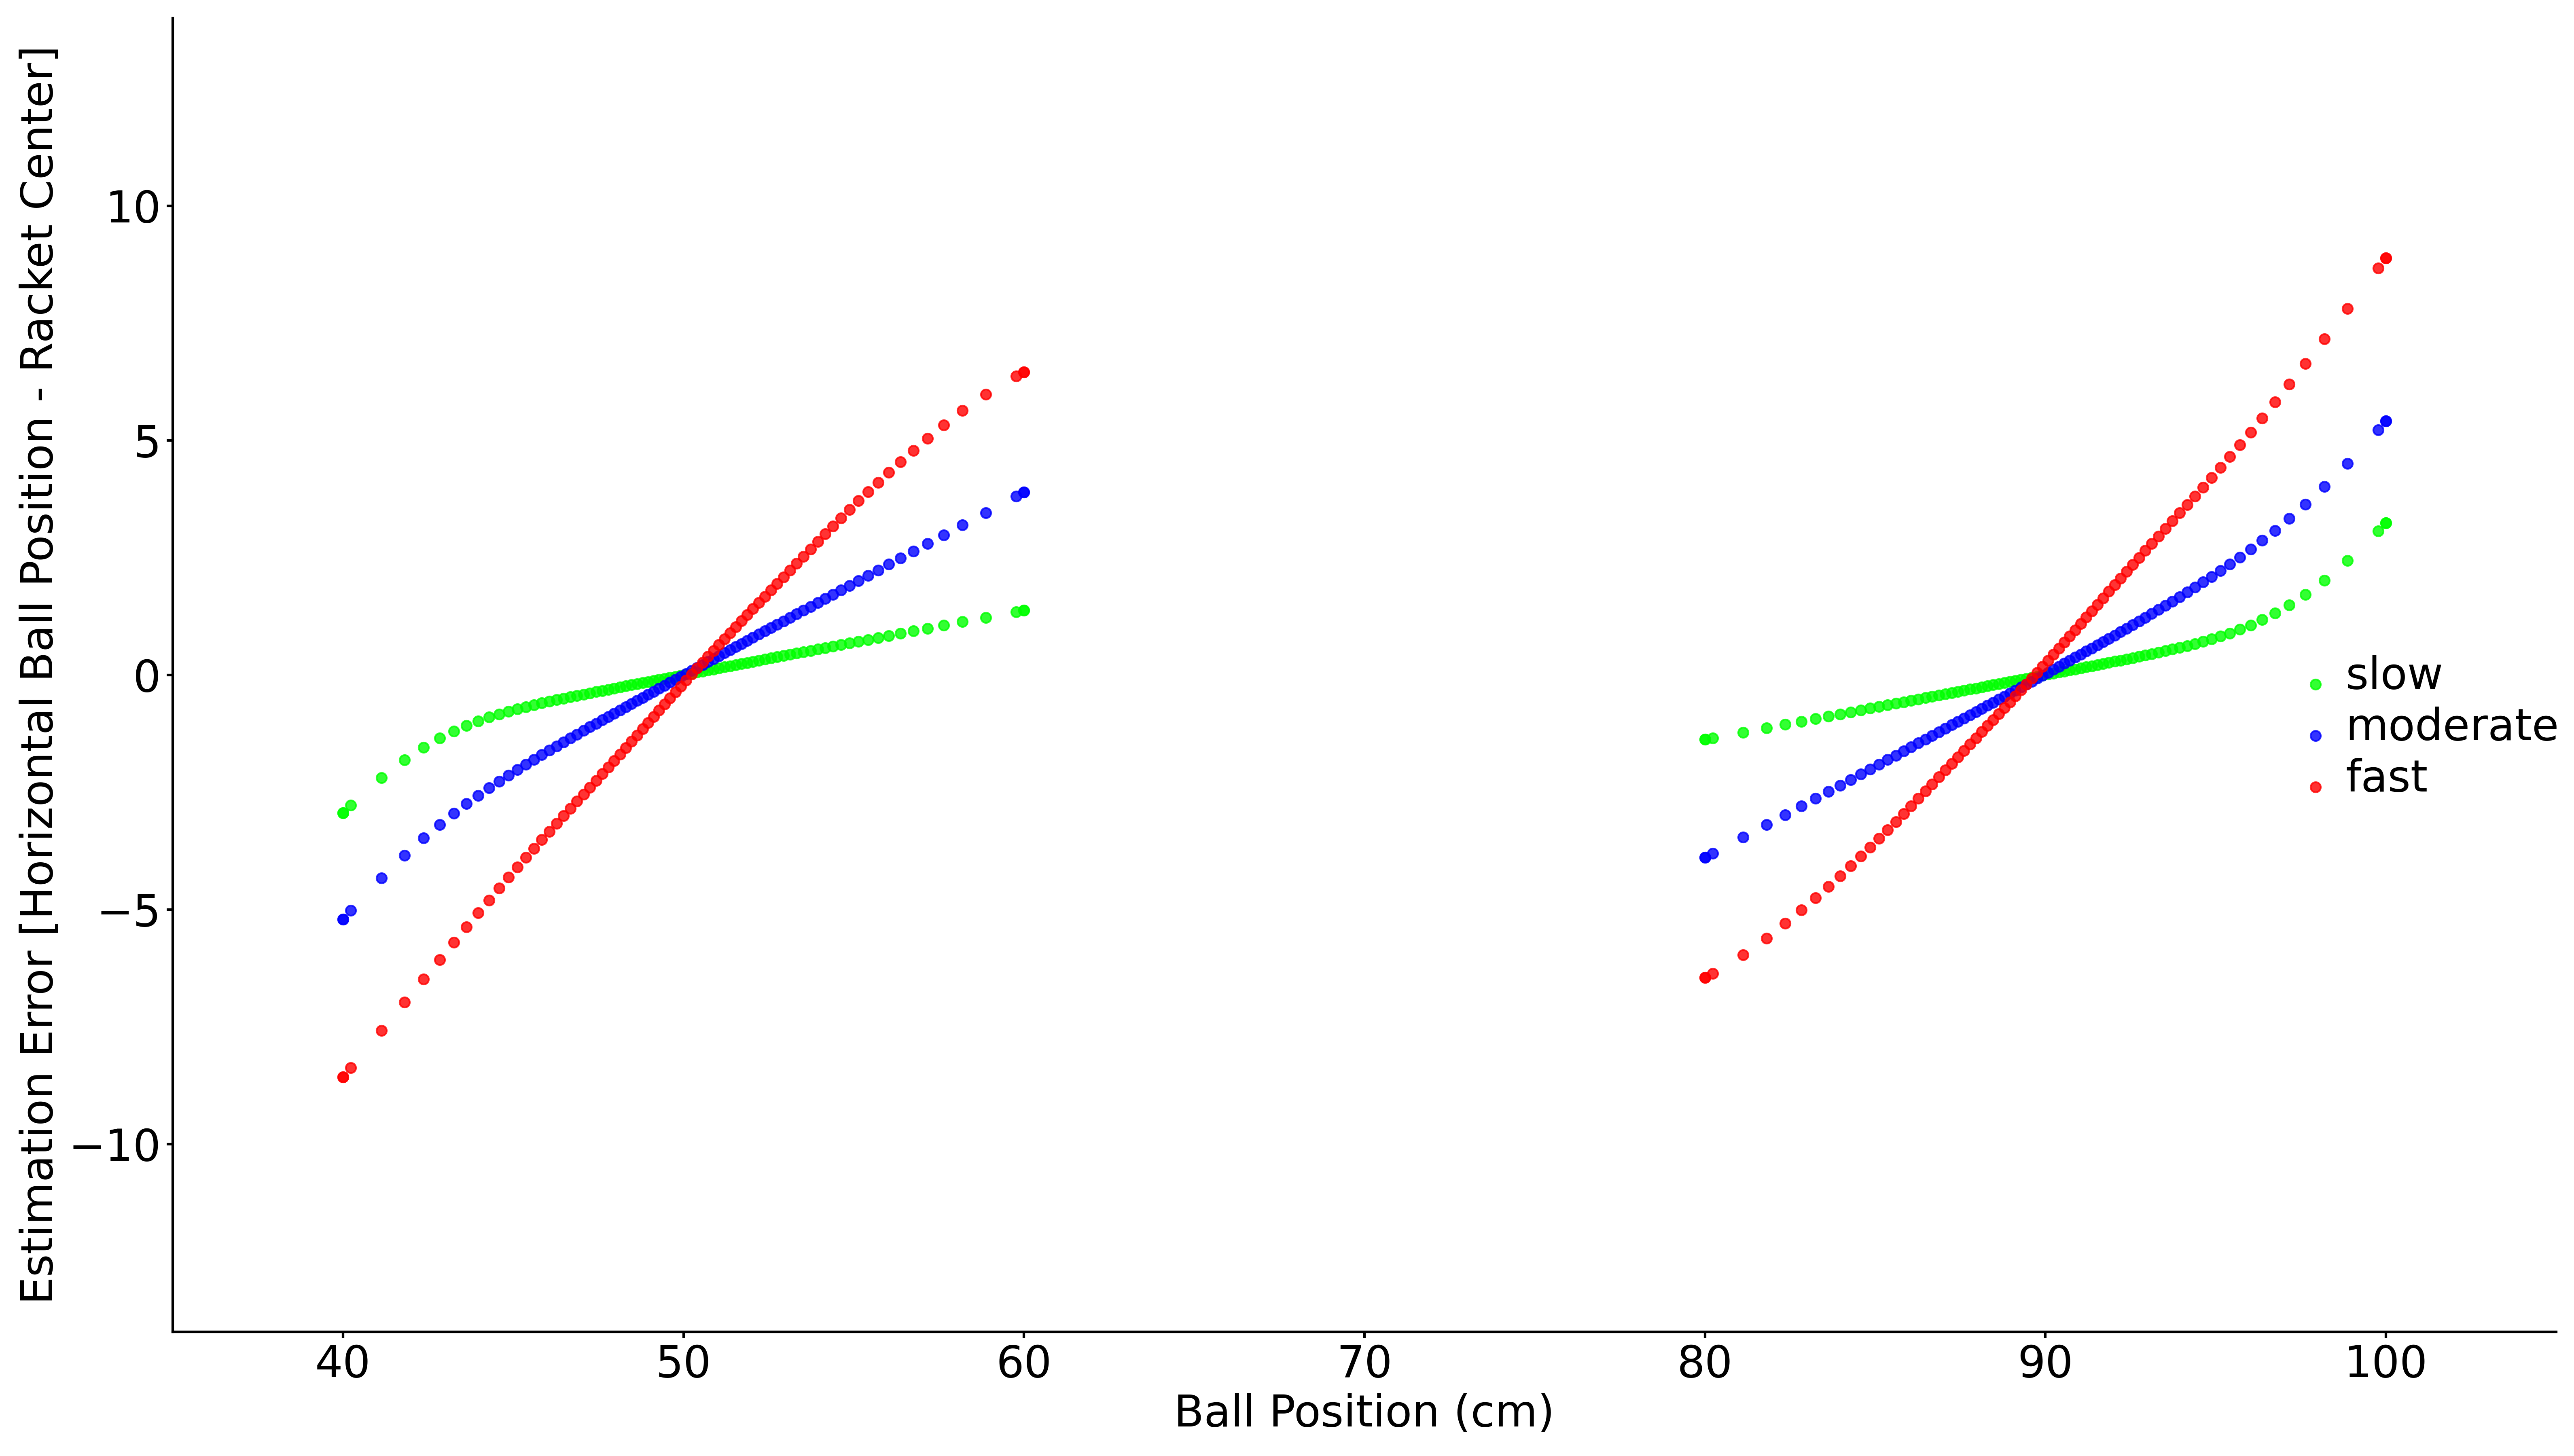 Estimation Error [Horizontal Ball Position - Racket Center]
10
5
0
−5
−10
slow
moderate
fast
40 50 60 70 80 90 100
Ball Position (cm)